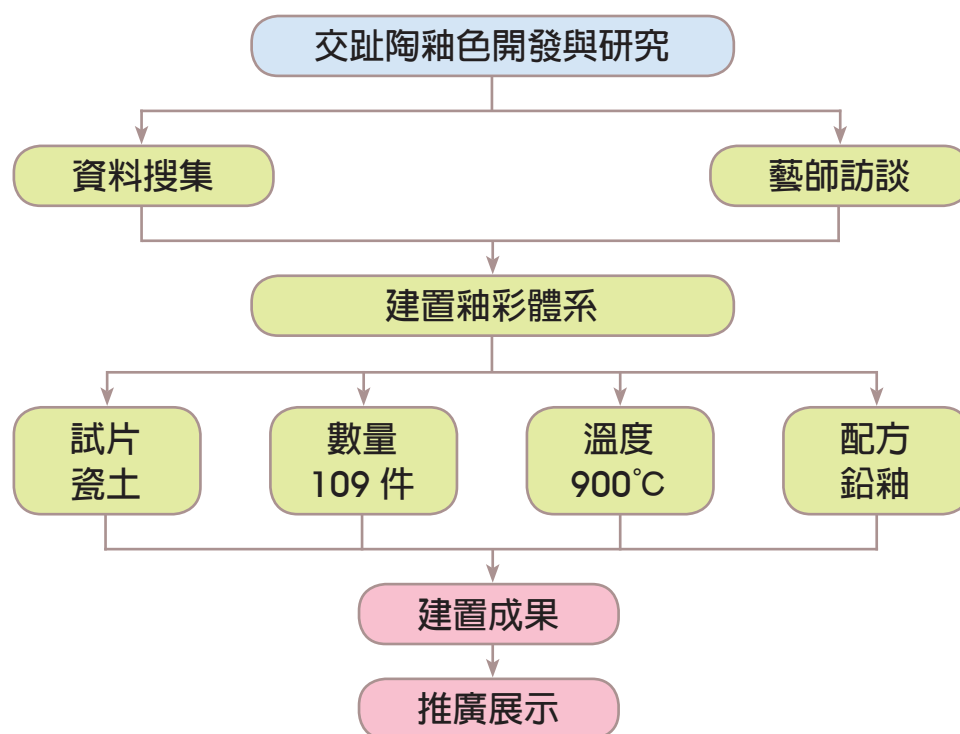 交趾陶釉色開發與研究
資料搜集
藝師訪談
建置釉彩體系
試片
瓷土
數量
109 件
溫度
900℃
配方
鉛釉
建置成果
推廣展示